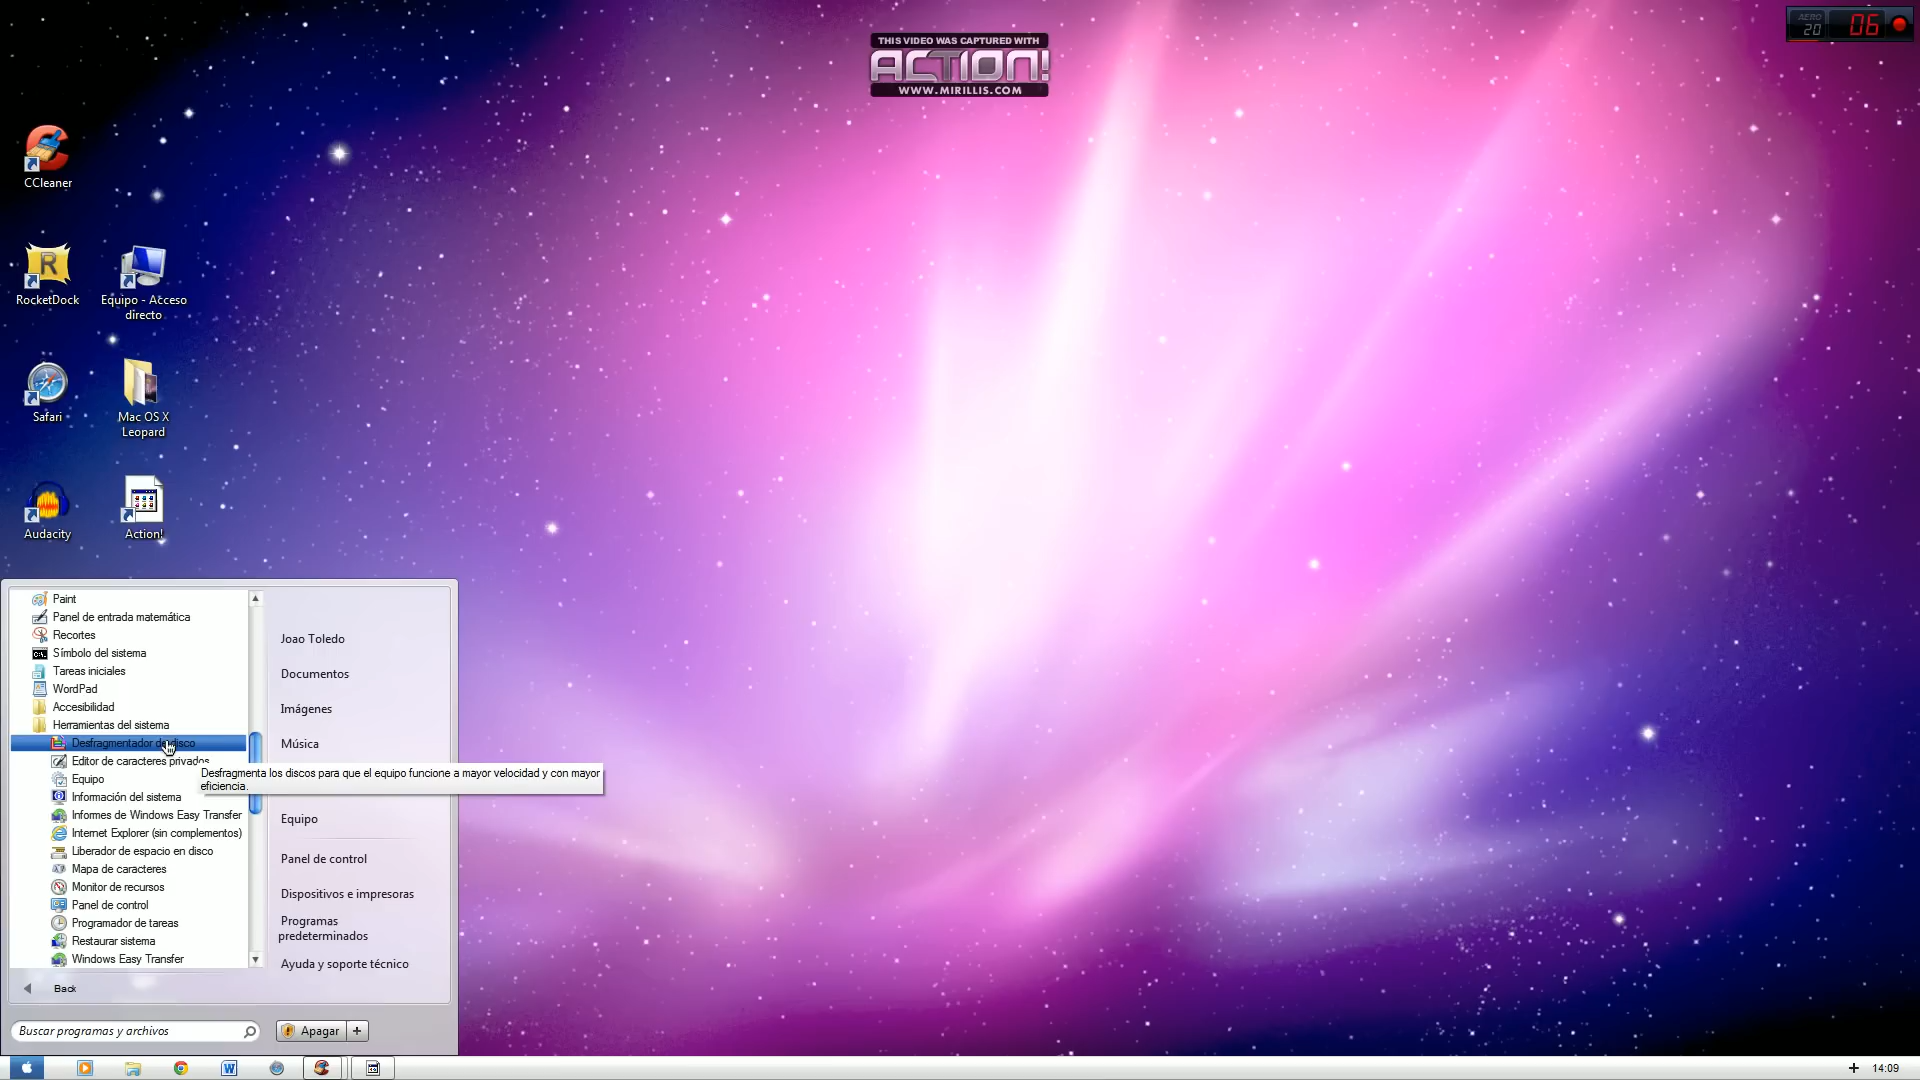 THIS VIDEO WAS CAPTURED WITH
ACTION!
WWW.MIRILLIS.COM
AERO
20
06
CCleaner
RocketDock
Equipo - Acceso
directo
Safari
Mac OS X
Leopard
Audacity
Action!
Paint
Panel de entrada matemática
Recortes
Símbolo del sistema
Tareas iniciales
WordPad
Accesibilidad
Herramientas del sistema
Desfragmentador de disco
Editor de caracteres privados
Equipo
Información del sistema
Informes de Windows Easy Transfer
Internet Explorer (sin complementos)
Liberador de espacio en disco
Mapa de caracteres
Monitor de recursos
Panel de control
Programador de tareas
Restaurar sistema
Windows Easy Transfer
Back
Buscar programas y archivos
Joao Toledo
Documentos
Imágenes
Música
Desfragmenta los discos para que el equipo funcione a mayor velocidad y con mayor
eficiencia.
Equipo
Panel de control
Dispositivos e impresoras
Programas
predeterminados
Ayuda y soporte técnico
Apagar
14:09